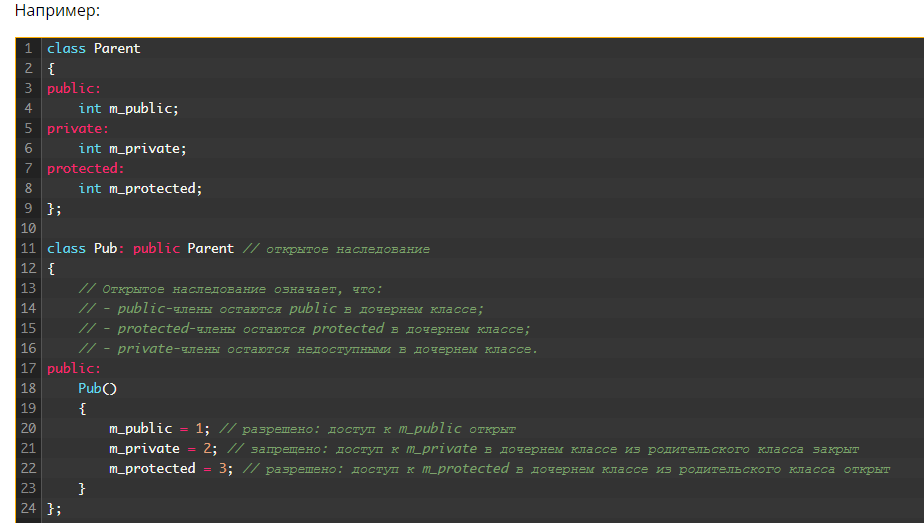 Например:
1 class Parent
2 {
3 public:
4     int m_public;
5 private:
6     int m_private;
7 protected:
8     int m_protected;
9 };
10
11 class Pub: public Parent // открытое наследование
12 {
13     // Открытое наследование означает, что:
14     // - public-члены остаются public в дочернем классе;
15     // - protected-члены остаются protected в дочернем классе;
16     // - private-члены остаются недоступными в дочернем классе.
17 public:
18     Pub()
19     {
20         m_public = 1; // разрешено: доступ к m_public открыт
21         m_private = 2; // запрещено: доступ к m_private в дочернем классе из родительского класса закрыт
22         m_protected = 3; // разрешено: доступ к m_protected в дочернем классе из родительского класса открыт
23     }
24 };